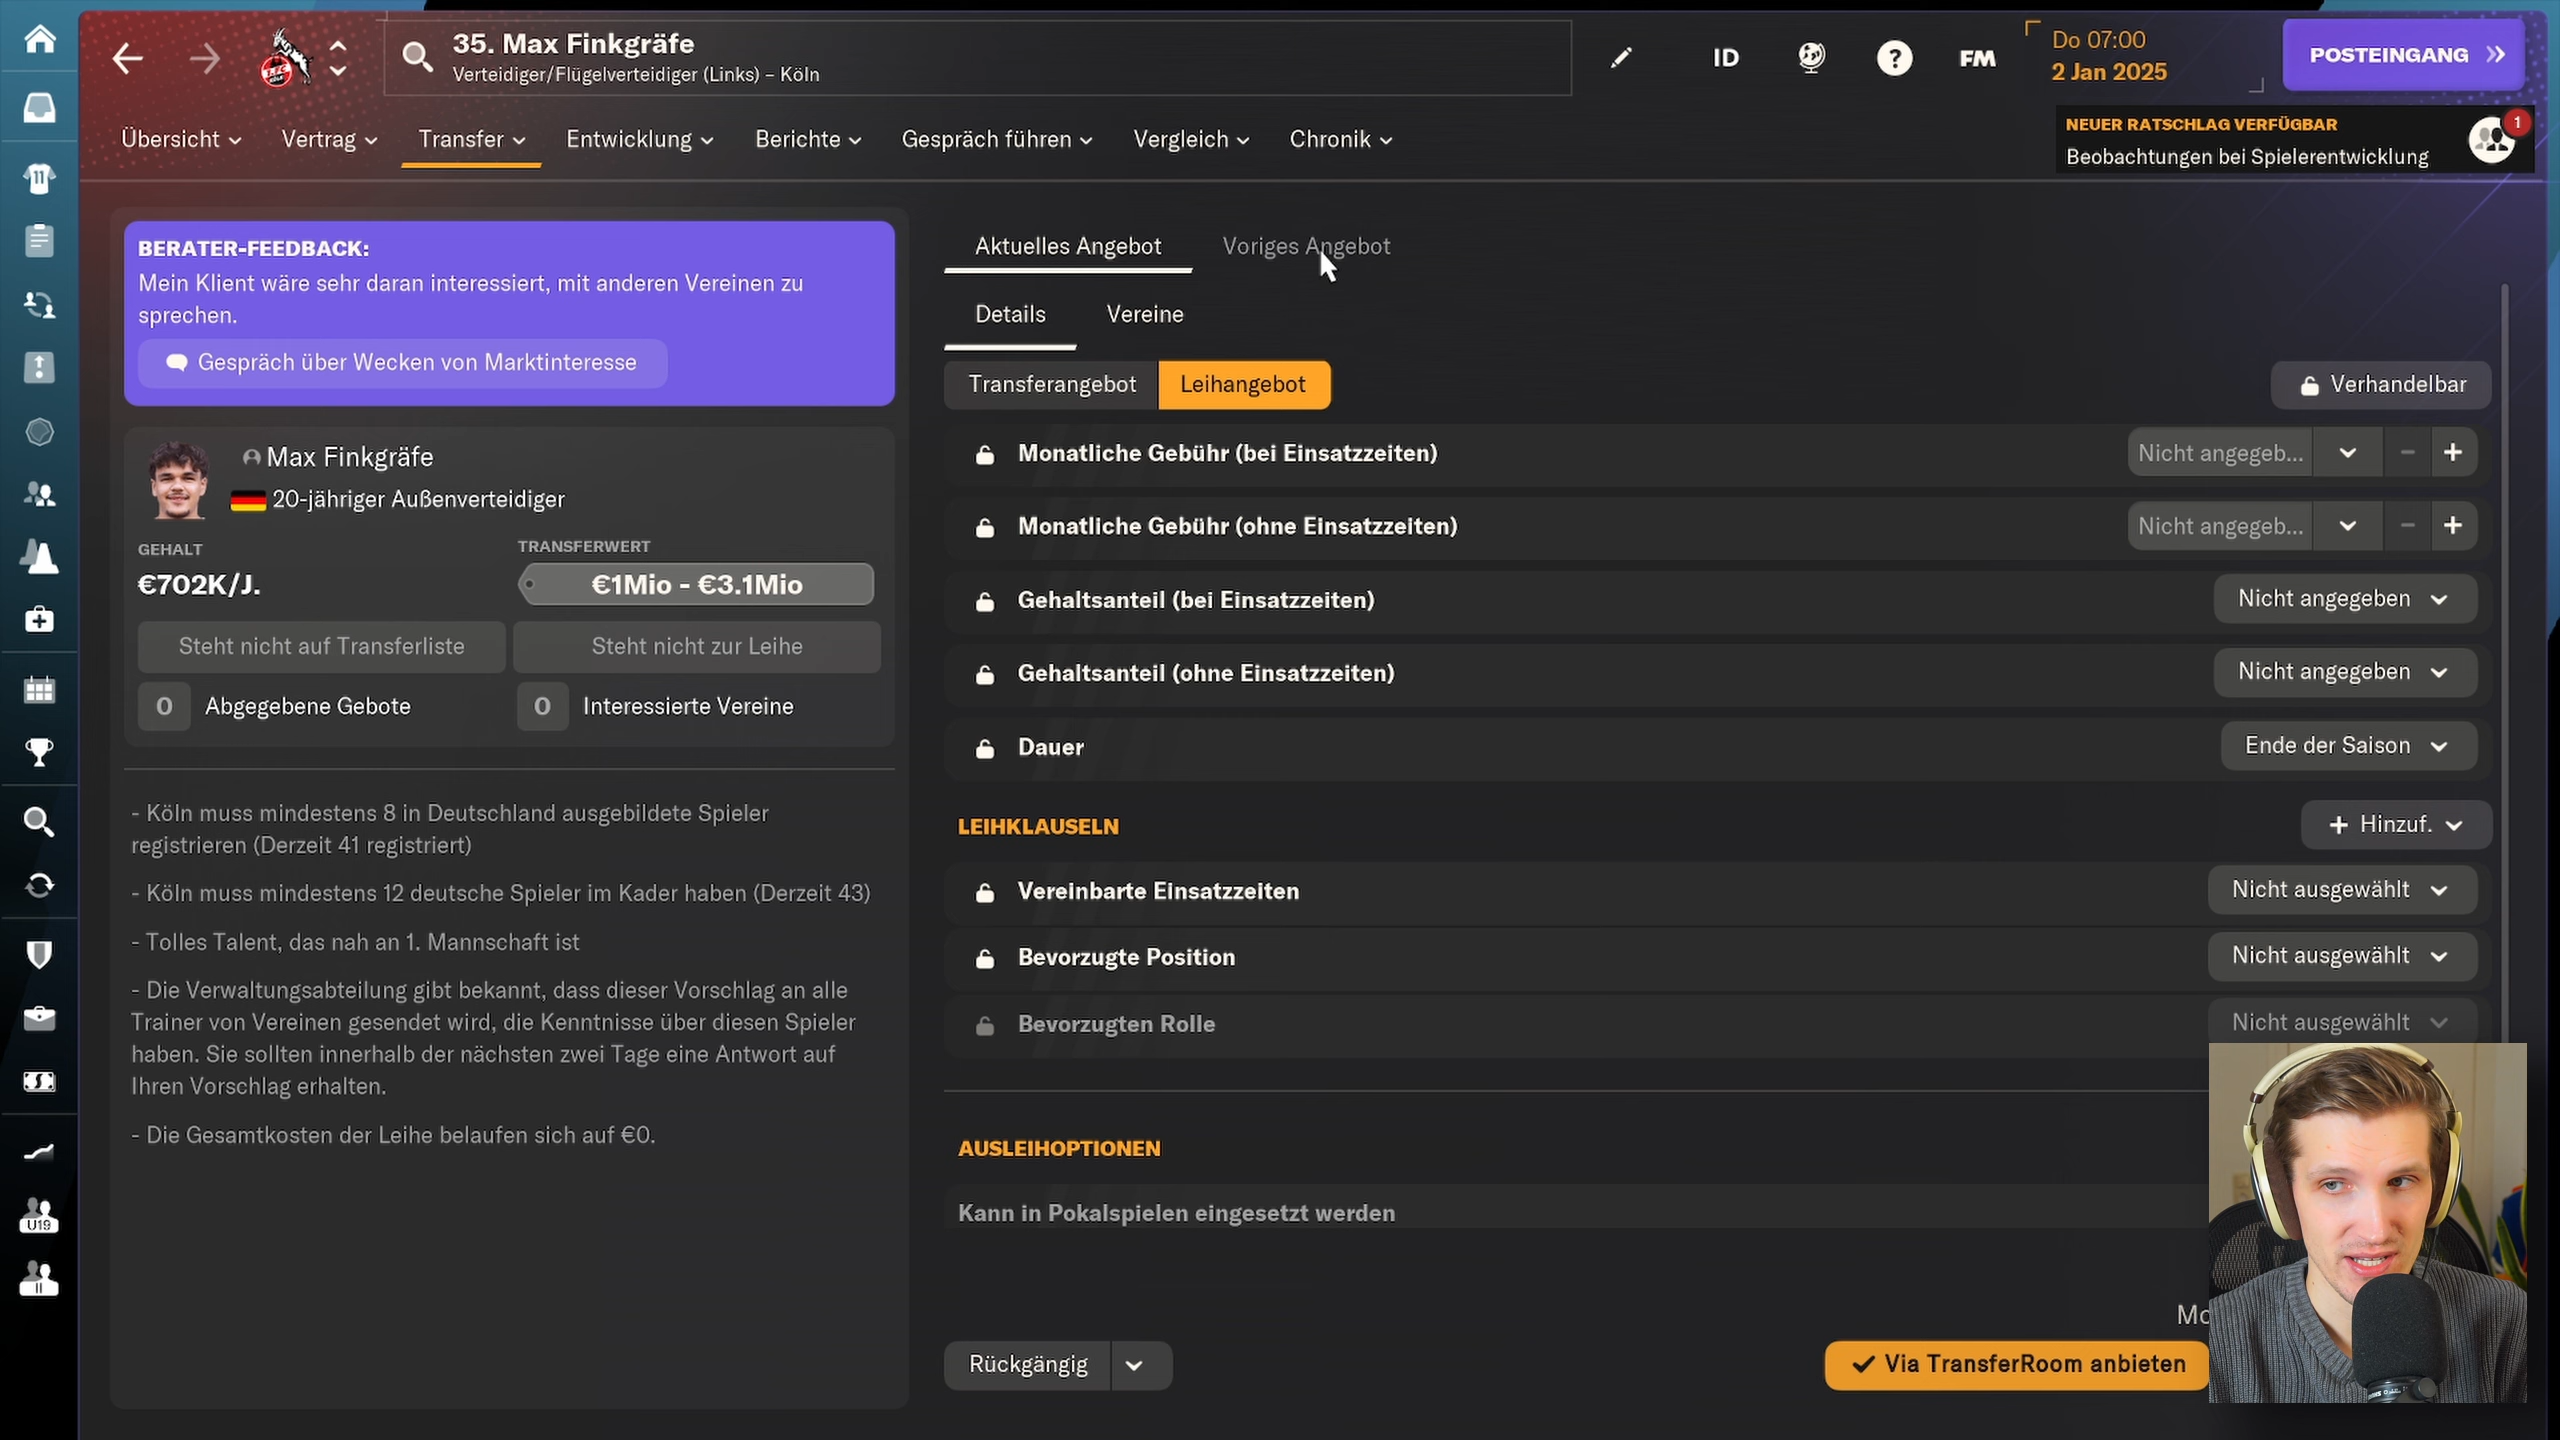 35. Max Finkgräfe
Verteidiger/Flügelverteidiger (Links) – Köln
ID
?
FM
Do 07:00
2 Jan 2025
POSTEINGANG
Übersicht
Vertrag
Transfer
Entwicklung
Berichte
Gespräch führen
Vergleich
Chronik
NEUER RATSCHLAG VERFÜGBAR
Beobachtungen bei Spielerentwicklung
1
BERATER-FEEDBACK:
Mein Klient wäre sehr daran interessiert, mit anderen Vereinen zu
sprechen.
Gespräch über Wecken von Marktinteresse
Max Finkgräfe
20-jähriger Außenverteidiger
GEHALT
TRANSFERWERT
€702K/J.
€1Mio - €3.1Mio
Steht nicht auf Transferliste
Steht nicht zur Leihe
0 Abgegebene Gebote
0 Interessierte Vereine
- Köln muss mindestens 8 in Deutschland ausgebildete Spieler
registrieren (Derzeit 41 registriert)
- Köln muss mindestens 12 deutsche Spieler im Kader haben (Derzeit 43)
- Tolles Talent, das nah an 1. Mannschaft ist
- Die Verwaltungsabteilung gibt bekannt, dass dieser Vorschlag an alle
Trainer von Vereinen gesendet wird, die Kenntnisse über diesen Spieler
haben. Sie sollten innerhalb der nächsten zwei Tage eine Antwort auf
Ihren Vorschlag erhalten.
- Die Gesamtkosten der Leihe belaufen sich auf €0.
Aktuelles Angebot
Voriges Angebot
Details
Vereine
Transferangebot
Leihangebot
Verhandelbar
Monatliche Gebühr (bei Einsatzzeiten)
Nicht angegeb...
Monatliche Gebühr (ohne Einsatzzeiten)
Nicht angegeb...
Gehaltsanteil (bei Einsatzzeiten)
Nicht angegeben
Gehaltsanteil (ohne Einsatzzeiten)
Nicht angegeben
Dauer
Ende der Saison
LEIHKLAUSELN
+ Hinzuf.
Vereinbarte Einsatzzeiten
Nicht ausgewählt
Bevorzugte Position
Nicht ausgewählt
Bevorzugten Rolle
Nicht ausgewählt
AUSLEIHOPTIONEN
Kann in Pokalspielen eingesetzt werden
Rückgängig
Via TransferRoom anbieten
11
U19
II